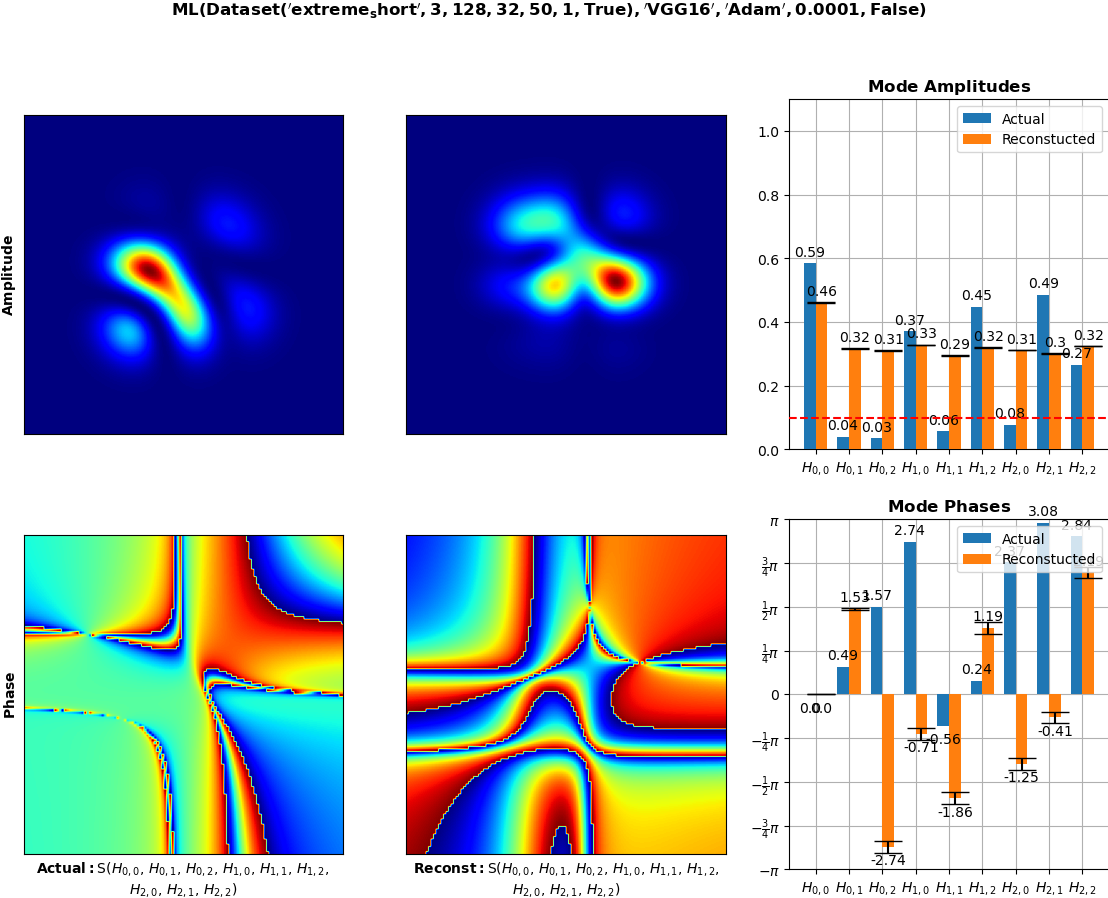 ML(Dataset('extreme_short', 3, 128, 32, 50, 1, True), 'VGG16', 'Adam', 0.0001, False)
Amplitude
Mode Amplitudes
Actual
Reconstucted
1.0
0.8
0.6
0.4
0.2
0.0
0.59
0.46
0.04
0.32
0.03
0.31
0.37
0.33
0.06
0.29
0.45
0.32
0.08
0.31
0.49
0.3
0.27
0.32
H0,0 H0,1 H0,2 H1,0 H1,1 H1,2 H2,0 H2,1 H2,2
Phase
Actual: S(H0,0, H0,1, H0,2, H1,0, H1,1, H1,2,
H2,0, H2,1, H2,2)
Reconst: S(H0,0, H0,1, H0,2, H1,0, H1,1, H1,2,
H2,0, H2,1, H2,2)
Mode Phases
Actual
Reconstucted
π
3/4π
1/2π
1/4π
0
−1/4π
−1/2π
−3/4π
−π
0.0
0.0
0.49
1.53
1.57
-2.74
2.74
-0.71
-0.56
-1.86
0.24
1.19
-1.25
3.08
-0.41
2.84
H0,0 H0,1 H0,2 H1,0 H1,1 H1,2 H2,0 H2,1 H2,2